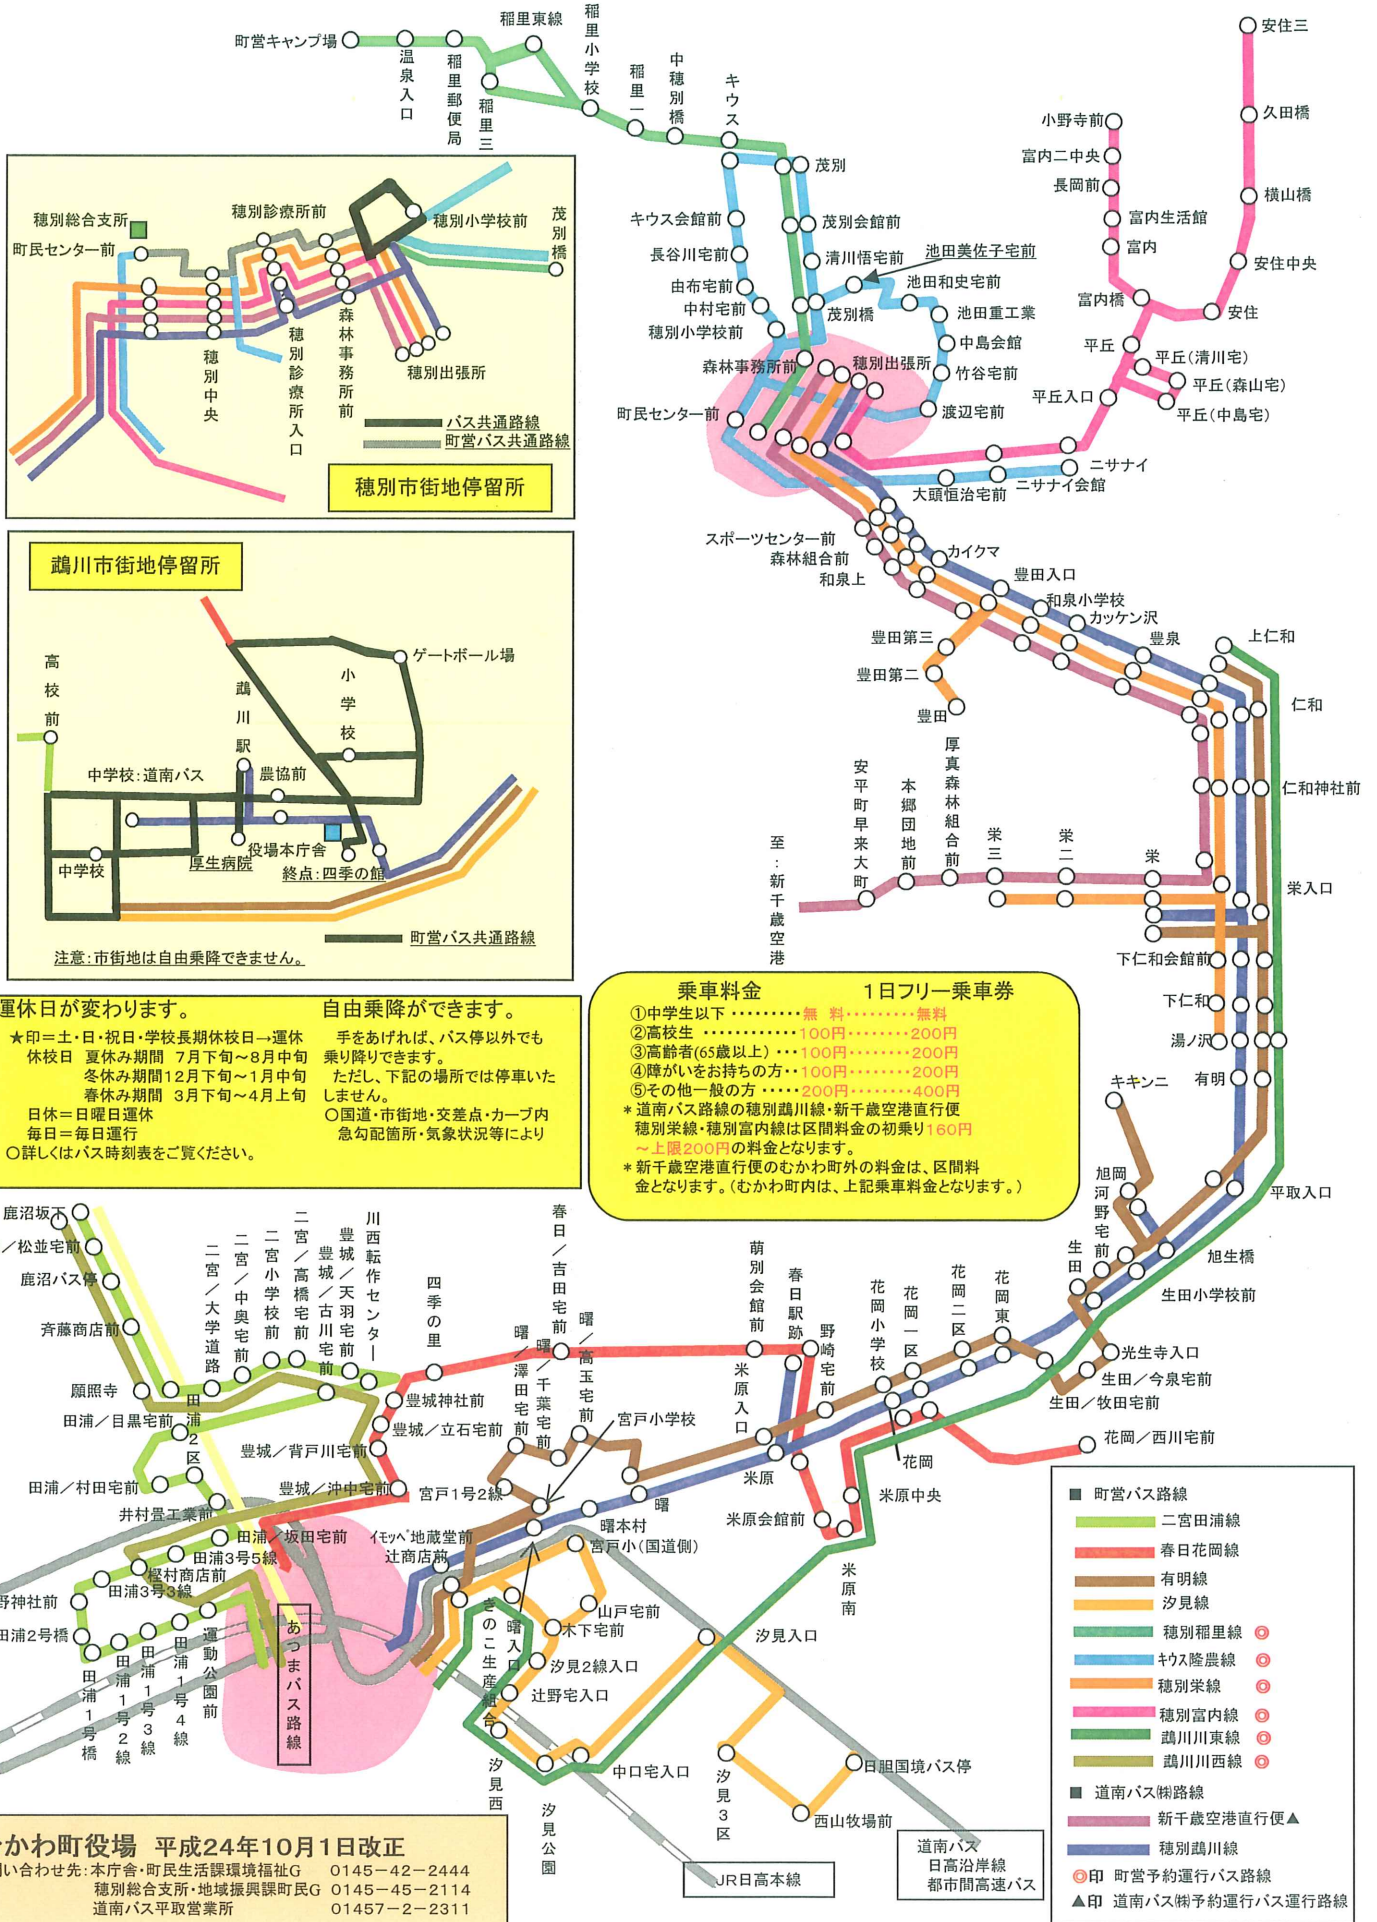 町営キャンプ場
温泉入口
稲里郵便局
稲里三
稲里東線
稲里小学校
稲里一
中穂別橋
キウス
茂別
キウス会館前
茂別会館前
長谷川宅前
清川悟宅前
池田美佐子宅前
由布宅前
池田和史宅前
中村宅前
茂別橋
池田重工業
穂別小学校前
中島会館
森林事務所前
穂別出張所
竹谷宅前
町民センター前
渡辺宅前
安住三
久田橋
横山橋
安住中央
安住
小野寺前
富内二中央
長岡前
富内生活館
富内
富内橋
平丘
平丘(清川宅)
平丘(森山宅)
平丘(中島宅)
平丘入口
ニサナイ
ニサナイ会館
大頭恒治宅前
穂別総合支所
町民センター前
穂別診療所前
穂別小学校前
茂別橋
穂別中央
穂別診療所入口
森林事務所前
穂別出張所
バス共通路線
町営バス共通路線
穂別市街地停留所
鵡川市街地停留所
高校前
鵡川駅
小学校
ゲートボール場
中学校:道南バス
農協前
中学校
厚生病院
役場本庁舎
終点:四季の館
町営バス共通路線
注意:市街地は自由乗降できません。
スポーツセンター前
森林組合前
和泉上
カイクマ
豊田入口
和泉小学校
カッケン沢
豊泉
豊田第三
豊田第二
豊田
上仁和
仁和
仁和神社前
至:新千歳空港
安平町早来大町
本郷団地前
厚真森林組合前
栄三
栄二
栄
栄入口
下仁和会館前
下仁和
湯ノ沢
有明
キキンニ
旭岡
河野宅前
平取入口
旭生橋
生田
生田小学校前
光生寺入口
生田/今泉宅前
生田/牧田宅前
運休日が変わります。
★印=土・日・祝日・学校長期休校日→運休
休校日 夏休み期間 7月下旬~8月中旬
冬休み期間12月下旬~1月中旬
春休み期間 3月下旬~4月上旬
日休=日曜日運休
毎日=毎日運行
○詳しくはバス時刻表をご覧ください。
自由乗降ができます。
手をあげれば、バス停以外でも
乗り降りできます。
ただし、下記の場所では停車いた
しません。
○国道・市街地・交差点・カーブ内
急勾配箇所・気象状況等により
乗車料金 1日フリー乗車券
①中学生以下・・・・・・・・・無 料・・・・・・・・・無料
②高校生 ・・・・・・・・・・・・100円・・・・・・・・200円
③高齢者(65歳以上)・・・100円・・・・・・・・200円
④障がいをお持ちの方・・100円・・・・・・・・200円
⑤その他一般の方 ・・・・・200円・・・・・・・・400円
*道南バス路線の穂別鵡川線・新千歳空港直行便
穂別栄線・穂別富内線は区間料金の初乗り160円
~上限200円の料金となります。
*新千歳空港直行便のむかわ町外の料金は、区間料
金となります。(むかわ町内は、上記乗車料金となります。)
鹿沼坂下
/松並宅前
鹿沼バス停
斉藤商店前
願照寺
二宮/大学道路
二宮/中奥宅前
二宮小学校前
二宮/高橋宅前
豊城/古川宅前
豊城/天羽宅前
川西転作センター
四季の里
春日/吉田宅前
曙/澤田宅前
曙/千葉宅前
曙/高玉宅前
萌別会館前
春日駅跡
野崎宅前
花岡小学校
花岡一区
花岡二区
花岡東
田浦/目黒宅前
田浦2区
豊城神社前
豊城/立石宅前
豊城/背戸川宅前
宮戸小学校
米原入口
米原
花岡
花岡/西川宅前
田浦/村田宅前
豊城/沖中宅前
宮戸1号2線
曙
米原中央
井村畳工業前
米原会館前
田浦/坂田宅前
イモッペ地蔵堂前
曙本村
田浦3号5線
辻商店前
宮戸小(国道側)
樫村商店前
田浦3号3線
野神社前
田浦2号橋
田浦1号橋
田浦1号2線
田浦1号3線
田浦1号4線
運動公園前
あつまバス路線
きのこ生産組合
曙入口
山戸宅前
木下宅前
汐見2線入口
辻野宅入口
汐見入口
米原南
汐見西
汐見公園
中口宅入口
汐見3区
日胆国境バス停
西山牧場前
JR日高本線
道南バス
日高沿岸線
都市間高速バス
■ 町営バス路線
二宮田浦線
春日花岡線
有明線
汐見線
穂別稲里線 ◎
キウス隆農線 ◎
穂別栄線 ◎
穂別富内線 ◎
鵡川川東線 ◎
鵡川川西線 ◎
■ 道南バス㈱路線
新千歳空港直行便▲
穂別鵡川線
◎印 町営予約運行バス路線
▲印 道南バス㈱予約運行バス運行路線
かわ町役場 平成24年10月1日改正
い合わせ先:本庁舎・町民生活課環境福祉G 0145-42-2444
穂別総合支所・地域振興課町民G 0145-45-2114
道南バス平取営業所 01457-2-2311